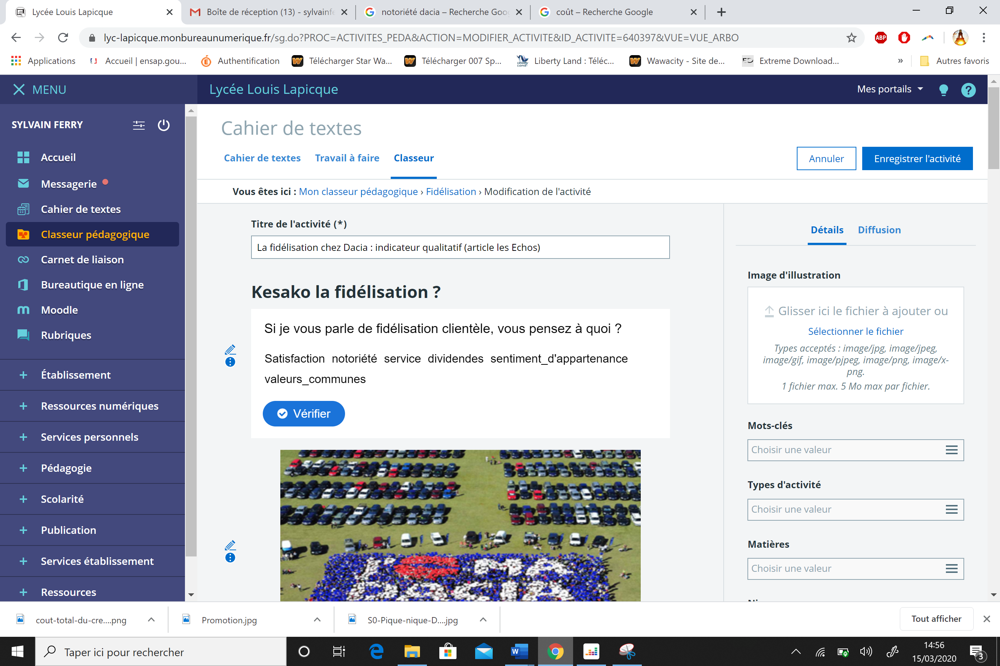 Lycée Louis Lapicque
Boîte de réception (13) - sylvainfe
notoriété dacia – Recherche Goo
coût – Recherche Google
lyc-lapicque.monbureaunumerique.fr/sg.do?PROC=ACTIVITES_PEDA&ACTION=MODIFIER_ACTIVITE&ID_ACTIVITE=640397&VUE=VUE_ARBO
ABP
Applications
Accueil | ensap.gou...
Authentification
Télécharger Star Wa...
Télécharger 007 Sp...
Liberty Land : Téléc...
Wawacity - Site de...
Extreme Download...
»
Autres favoris
MENU
Lycée Louis Lapicque
Mes portails
SYLVAIN FERRY
Accueil
Messagerie
Cahier de textes
Classeur pédagogique
Carnet de liaison
Bureautique en ligne
Moodle
Rubriques
+ Établissement
+ Ressources numériques
+ Services personnels
+ Pédagogie
+ Scolarité
+ Publication
+ Services établissement
+ Ressources
Cahier de textes
Cahier de textes
Travail à faire
Classeur
Annuler
Enregistrer l'activité
Vous êtes ici : Mon classeur pédagogique › Fidélisation › Modification de l'activité
Titre de l'activité (*)
La fidélisation chez Dacia : indicateur qualitatif (article les Echos)
Kesako la fidélisation ?
Si je vous parle de fidélisation clientèle, vous pensez à quoi ?
Satisfaction notoriété service dividendes sentiment_d'appartenance
valeurs_communes
Vérifier
Détails
Diffusion
Image d'illustration
Glisser ici le fichier à ajouter ou
Sélectionner le fichier
Types acceptés : image/jpg, image/jpeg,
image/gif, image/pjpeg, image/png, image/x-
png.
1 fichier max. 5 Mo max par fichier.
Mots-clés
Choisir une valeur
Types d'activité
Choisir une valeur
Matières
Choisir une valeur
cout-total-du-cre....png
Promotion.jpg
S0-Pique-nique-D....jpg
Tout afficher
Taper ici pour rechercher
14:56
15/03/2020
3